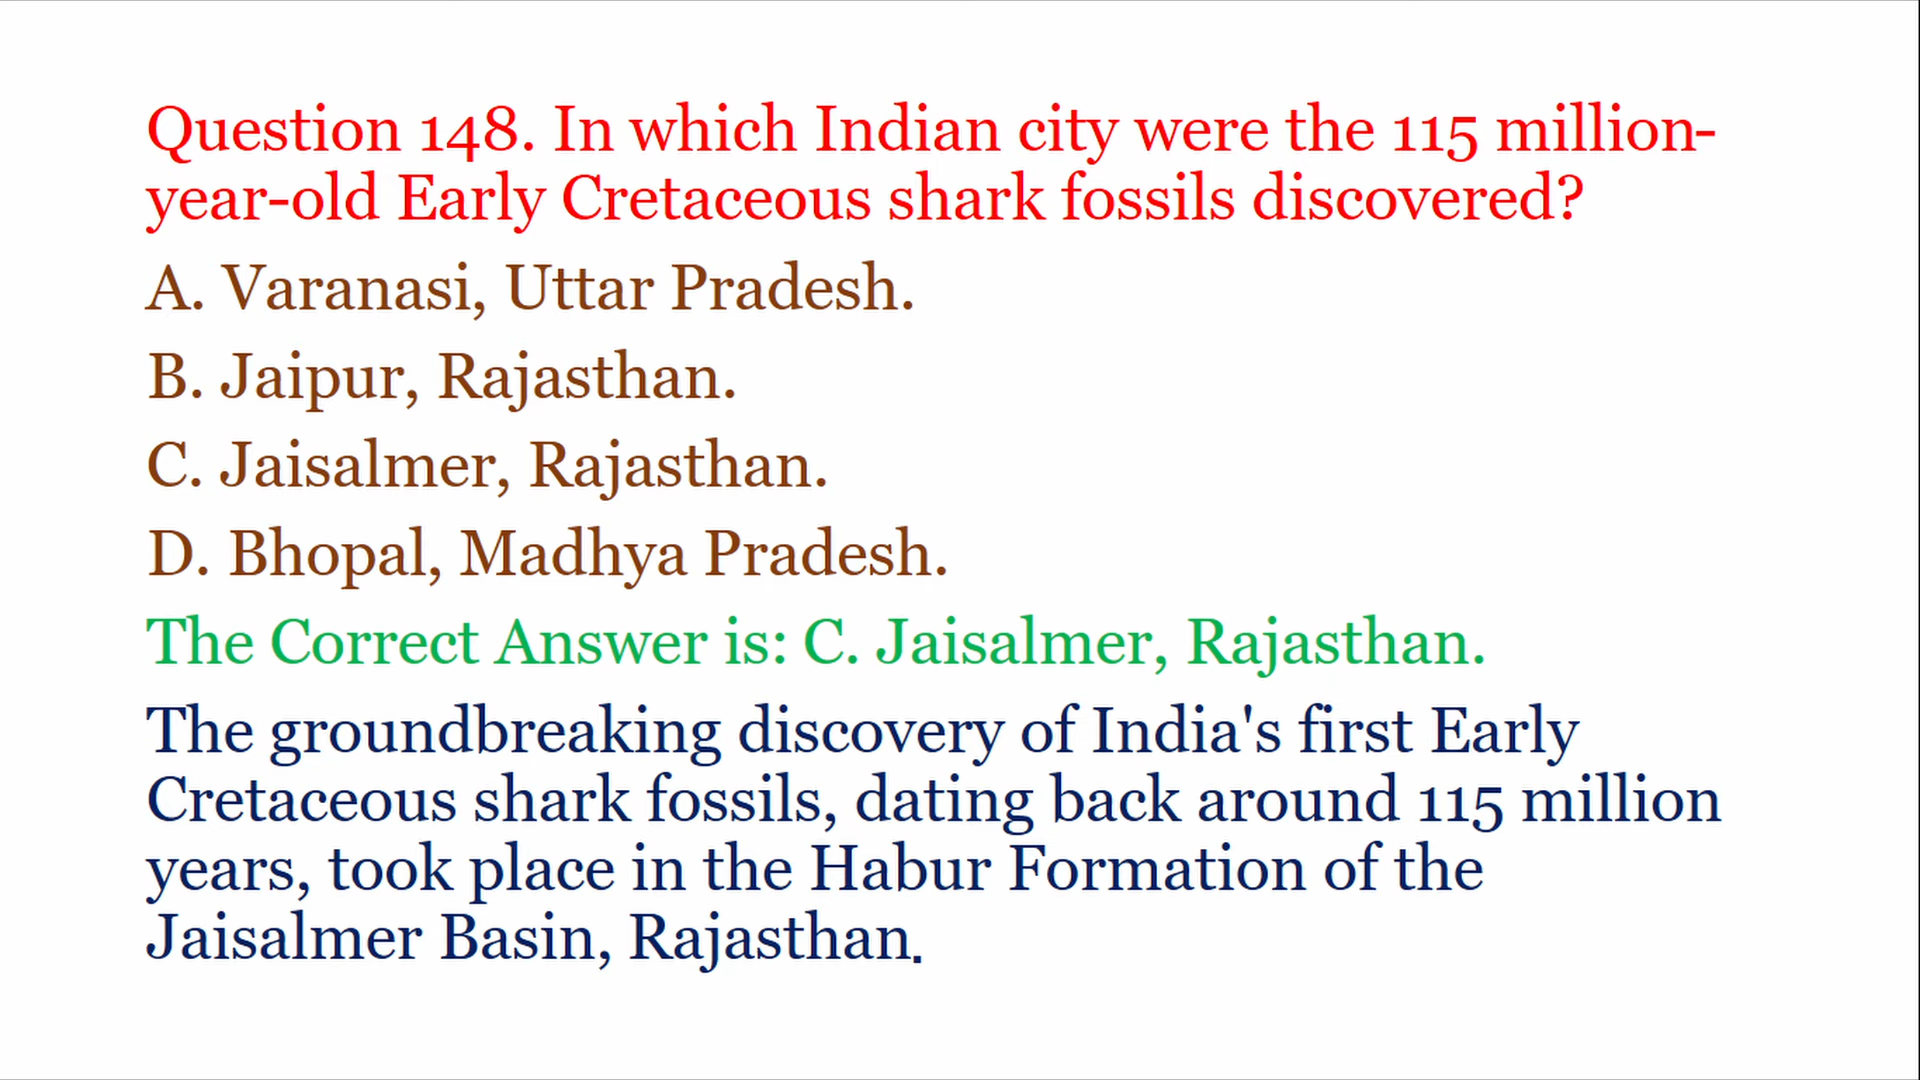 Question 148. In which Indian city were the 115 million-
year-old Early Cretaceous shark fossils discovered?
A. Varanasi, Uttar Pradesh.
B. Jaipur, Rajasthan.
C. Jaisalmer, Rajasthan.
D. Bhopal, Madhya Pradesh.
The Correct Answer is: C. Jaisalmer, Rajasthan.
The groundbreaking discovery of India's first Early
Cretaceous shark fossils, dating back around 115 million
years, took place in the Habur Formation of the
Jaisalmer Basin, Rajasthan.